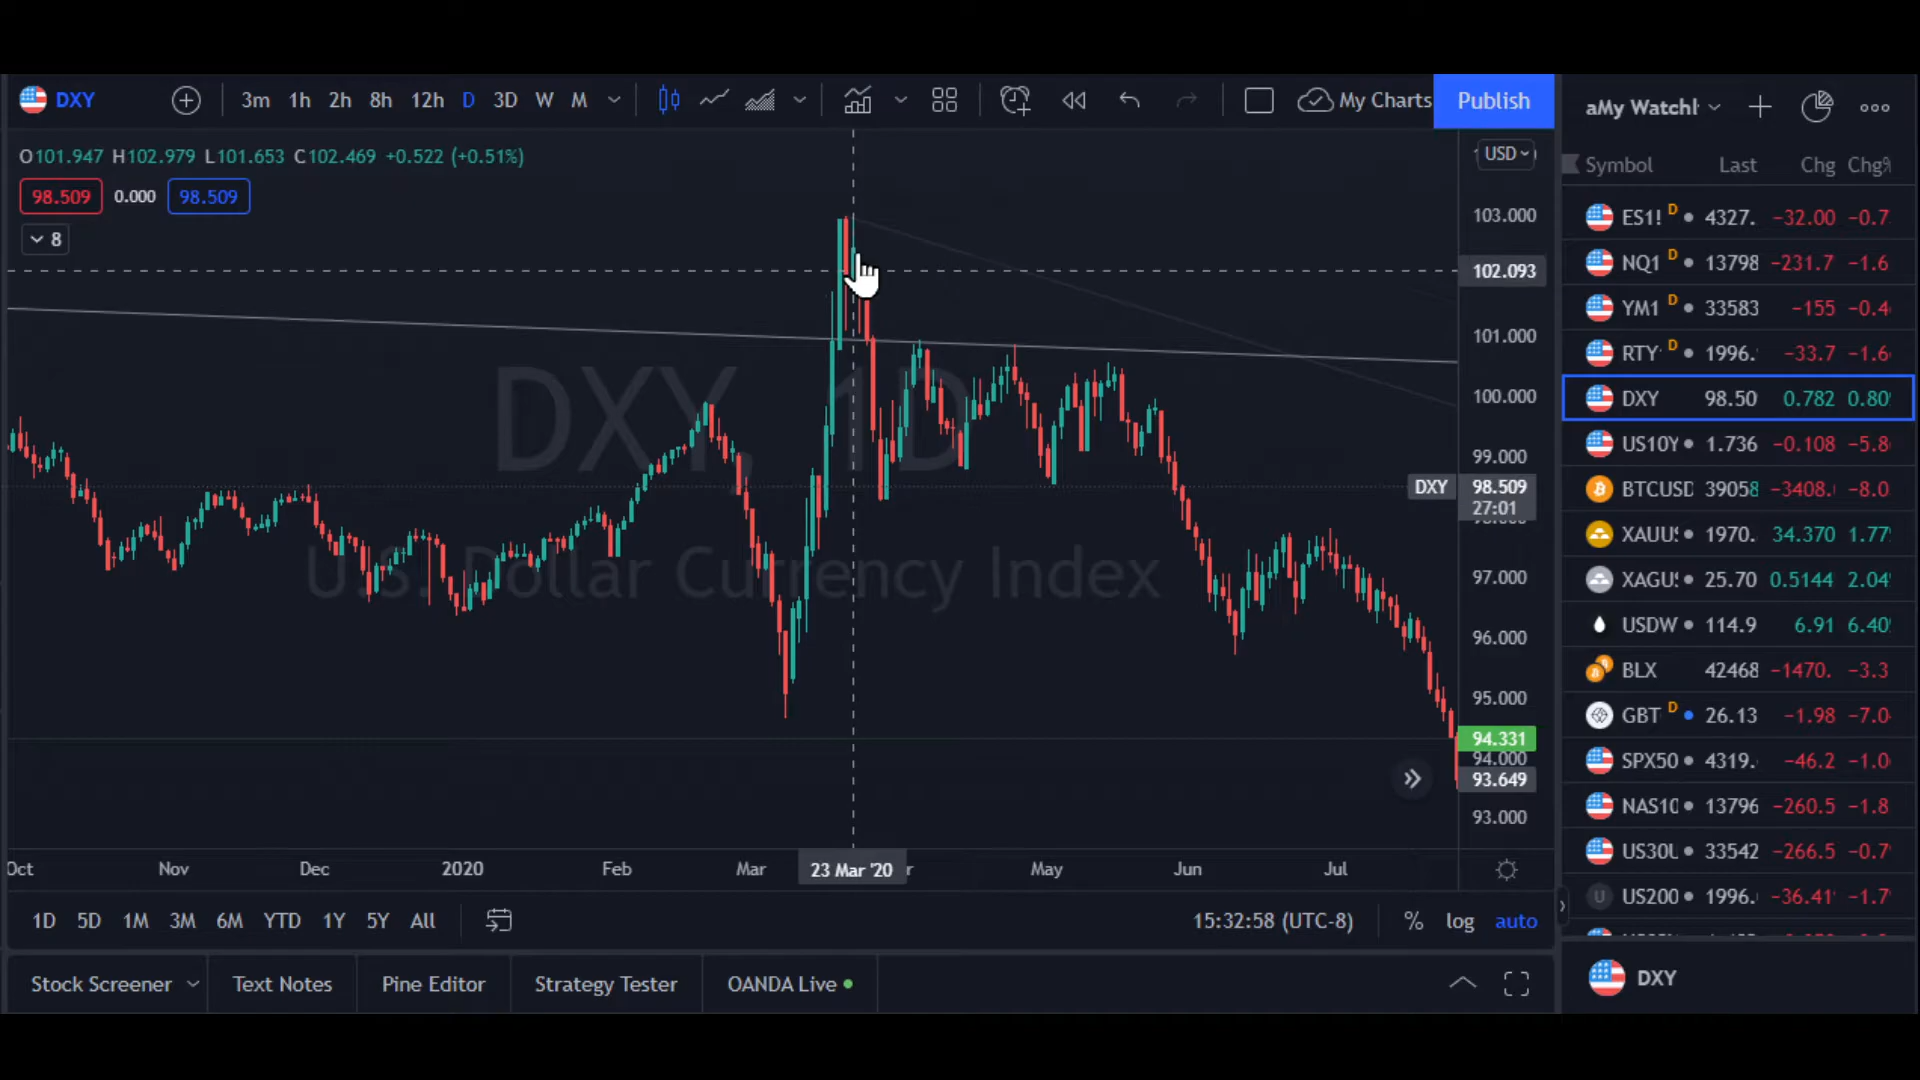 DXY 3m 1h 2h 8h 12h D 3D W M My Charts Publish
O101.947 H102.979 L101.653 C102.469 +0.522 (+0.51%)
98.509 0.000 98.509
8
DXY, 1D
U.S. Dollar Currency Index
USD
103.000
102.093
101.000
100.000
99.000
DXY 98.509
27:01
97.000
96.000
95.000
94.331
94.000
93.649
93.000
Oct Nov Dec 2020 Feb Mar 23 Mar '20 May Jun Jul
1D 5D 1M 3M 6M YTD 1Y 5Y All 15:32:58 (UTC-8) % log auto
Stock Screener Text Notes Pine Editor Strategy Tester OANDA Live
aMy Watchl
Symbol Last Chg Chg%
ES1! D 4327. −32.00 −0.7
NQ1 D 13798 −231.7 −1.6
YM1 D 33583 −155 −0.4
RTY D 1996. −33.7 −1.6
DXY 98.50 0.782 0.80
US10Y 1.736 −0.108 −5.8
BTCUSD 39058 −3408. −8.0
XAUU 1970. 34.370 1.77
XAGU 25.70 0.5144 2.04
USDW 114.9 6.91 6.40
BLX 42468 −1470. −3.3
GBT D 26.13 −1.98 −7.0
SPX50 4319. −46.2 −1.0
NAS10 13796 −260.5 −1.8
US30U 33542 −266.5 −0.7
U US200 1996. −36.41 −1.7
DXY